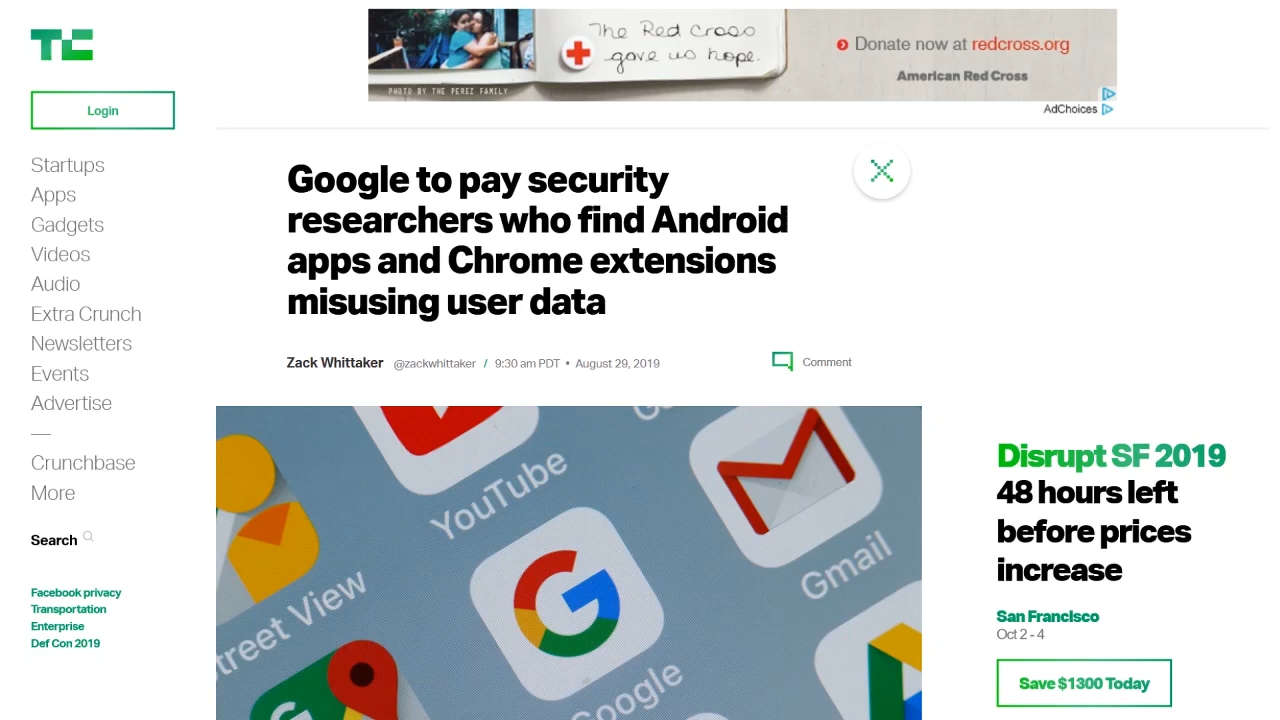 TC
Login
Startups
Apps
Gadgets
Videos
Audio
Extra Crunch
Newsletters
Events
Advertise
—
Crunchbase
More
Search
Facebook privacy
Transportation
Enterprise
Def Con 2019
The Red Cross
gave us hope.
PHOTO BY THE PEREZ FAMILY
Donate now at redcross.org
American Red Cross
AdChoices
Google to pay security
researchers who find Android
apps and Chrome extensions
misusing user data
Zack Whittaker @zackwhittaker / 9:30 am PDT • August 29, 2019
Comment
YouTube
Gmail
Street View
Google
Disrupt SF 2019
48 hours left
before prices
increase
San Francisco
Oct 2 - 4
Save $1300 Today